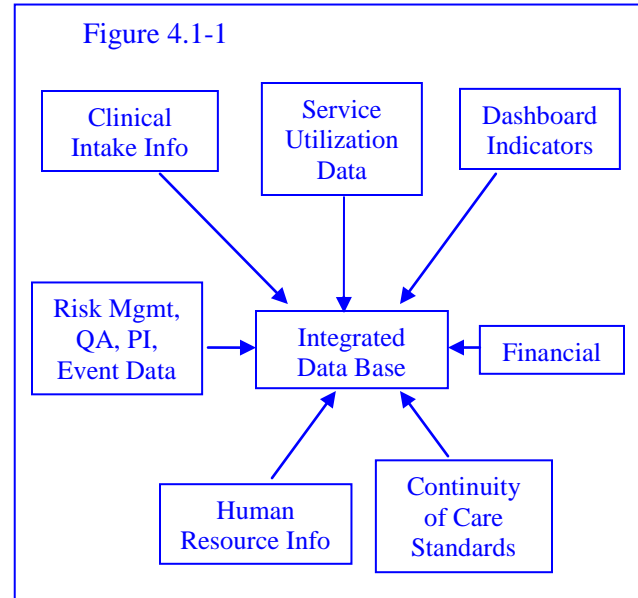 Figure 4.1-1
Clinical
Intake Info
Service
Utilization
Data
Dashboard
Indicators
Risk Mgmt,
QA, PI,
Event Data
Integrated
Data Base
Financial
Human
Resource Info
Continuity
of Care
Standards